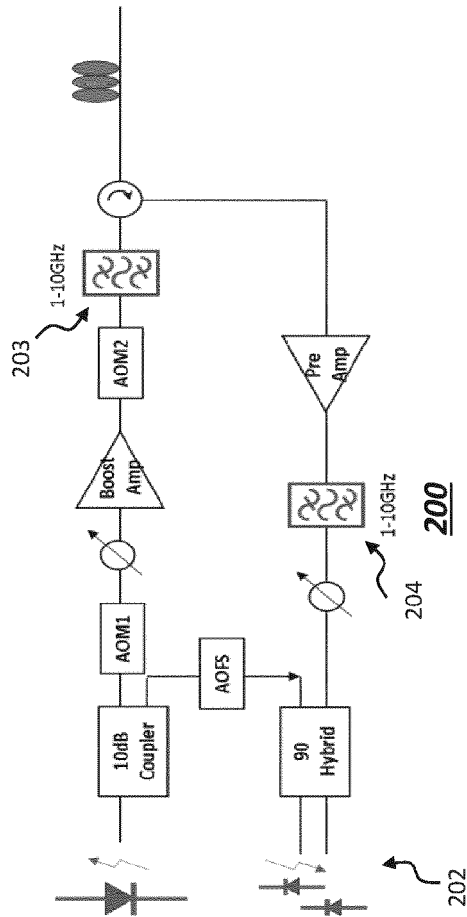 10dB
Coupler
AOM1
Boost
Amp
AOM2
1-10GHz
203
AOFS
90
Hybrid
1-10GHz
204
Pre
Amp
202
200